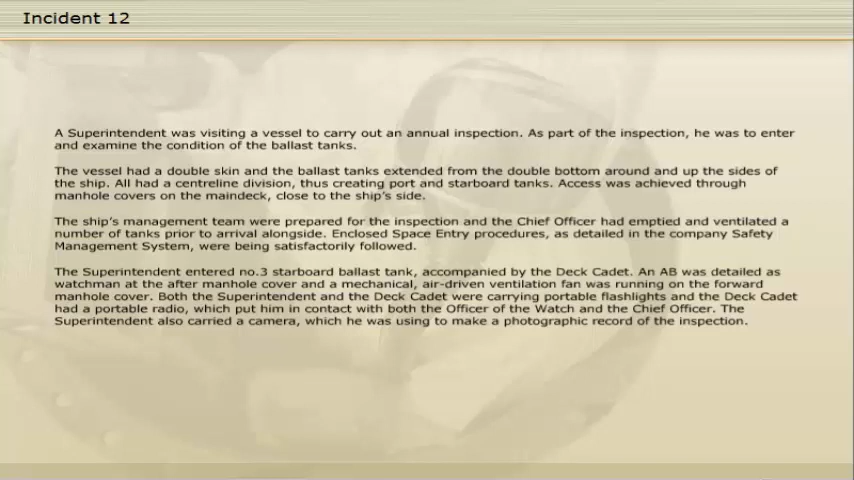 Incident 12
A Superintendent was visiting a vessel to carry out an annual inspection. As part of the inspection, he was to enter
and examine the condition of the ballast tanks.
The vessel had a double skin and the ballast tanks extended from the double bottom around and up the sides of
the ship. All had a centreline division, thus creating port and starboard tanks. Access was achieved through
manhole covers on the maindeck, close to the ship's side.
The ship's management team were prepared for the inspection and the Chief Officer had emptied and ventilated a
number of tanks prior to arrival alongside. Enclosed Space Entry procedures, as detailed in the company Safety
Management System, were being satisfactorily followed.
The Superintendent entered no.3 starboard ballast tank, accompanied by the Deck Cadet. An AB was detailed as
watchman at the after manhole cover and a mechanical, air-driven ventilation fan was running on the forward
manhole cover. Both the Superintendent and the Deck Cadet were carrying portable flashlights and the Deck Cadet
had a portable radio, which put him in contact with both the Officer of the Watch and the Chief Officer. The
Superintendent also carried a camera, which he was using to make a photographic record of the inspection.